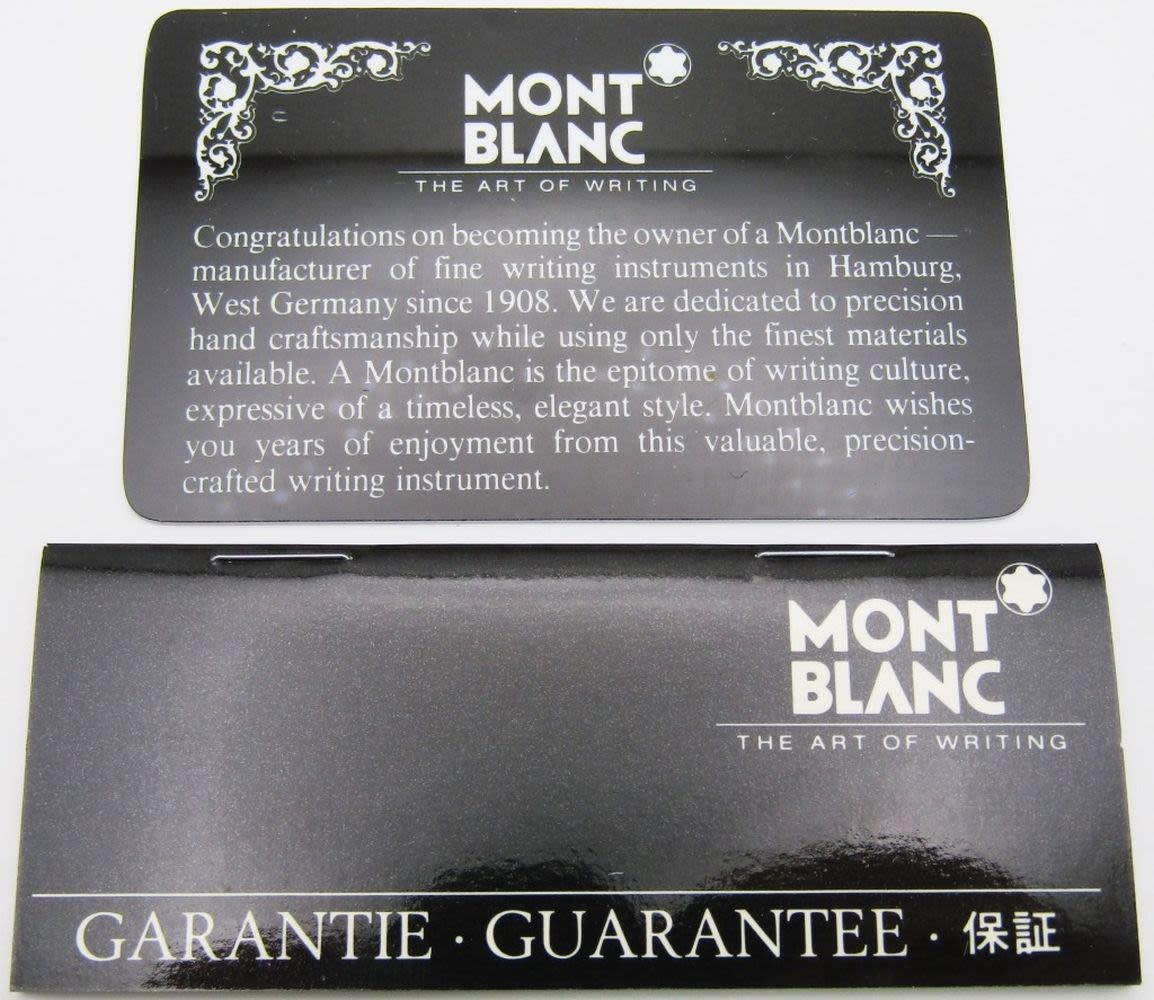 MONT
BLANC
THE ART OF WRITING
Congratulations on becoming the owner of a Montblanc —
manufacturer of fine writing instruments in Hamburg,
West Germany since 1908. We are dedicated to precision
hand craftsmanship while using only the finest materials
available. A Montblanc is the epitome of writing culture,
expressive of a timeless, elegant style. Montblanc wishes
you years of enjoyment from this valuable, precision-
crafted writing instrument.
MONT
BLANC
THE ART OF WRITING
GARANTIE · GUARANTEE · 保証